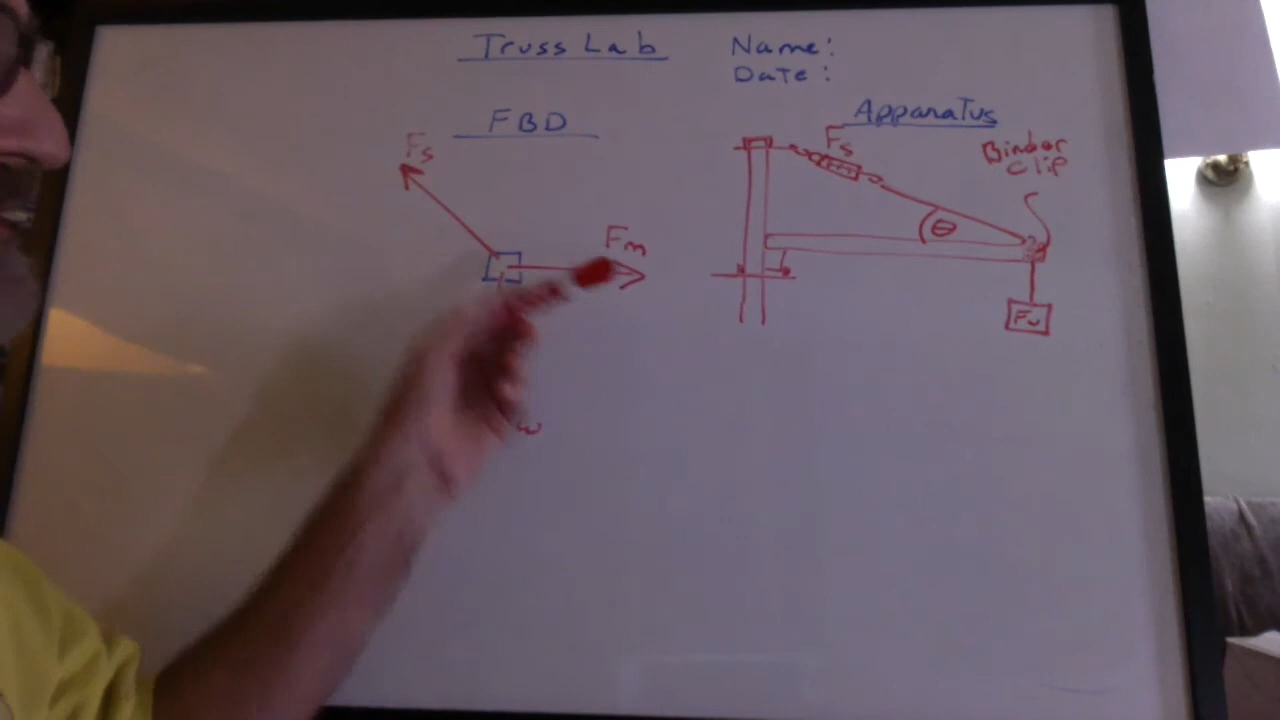 Truss Lab
Name:
Date:
FBD
Apparatus
Fs
Fm
w
Fs
Binder
clip
θ
Fw